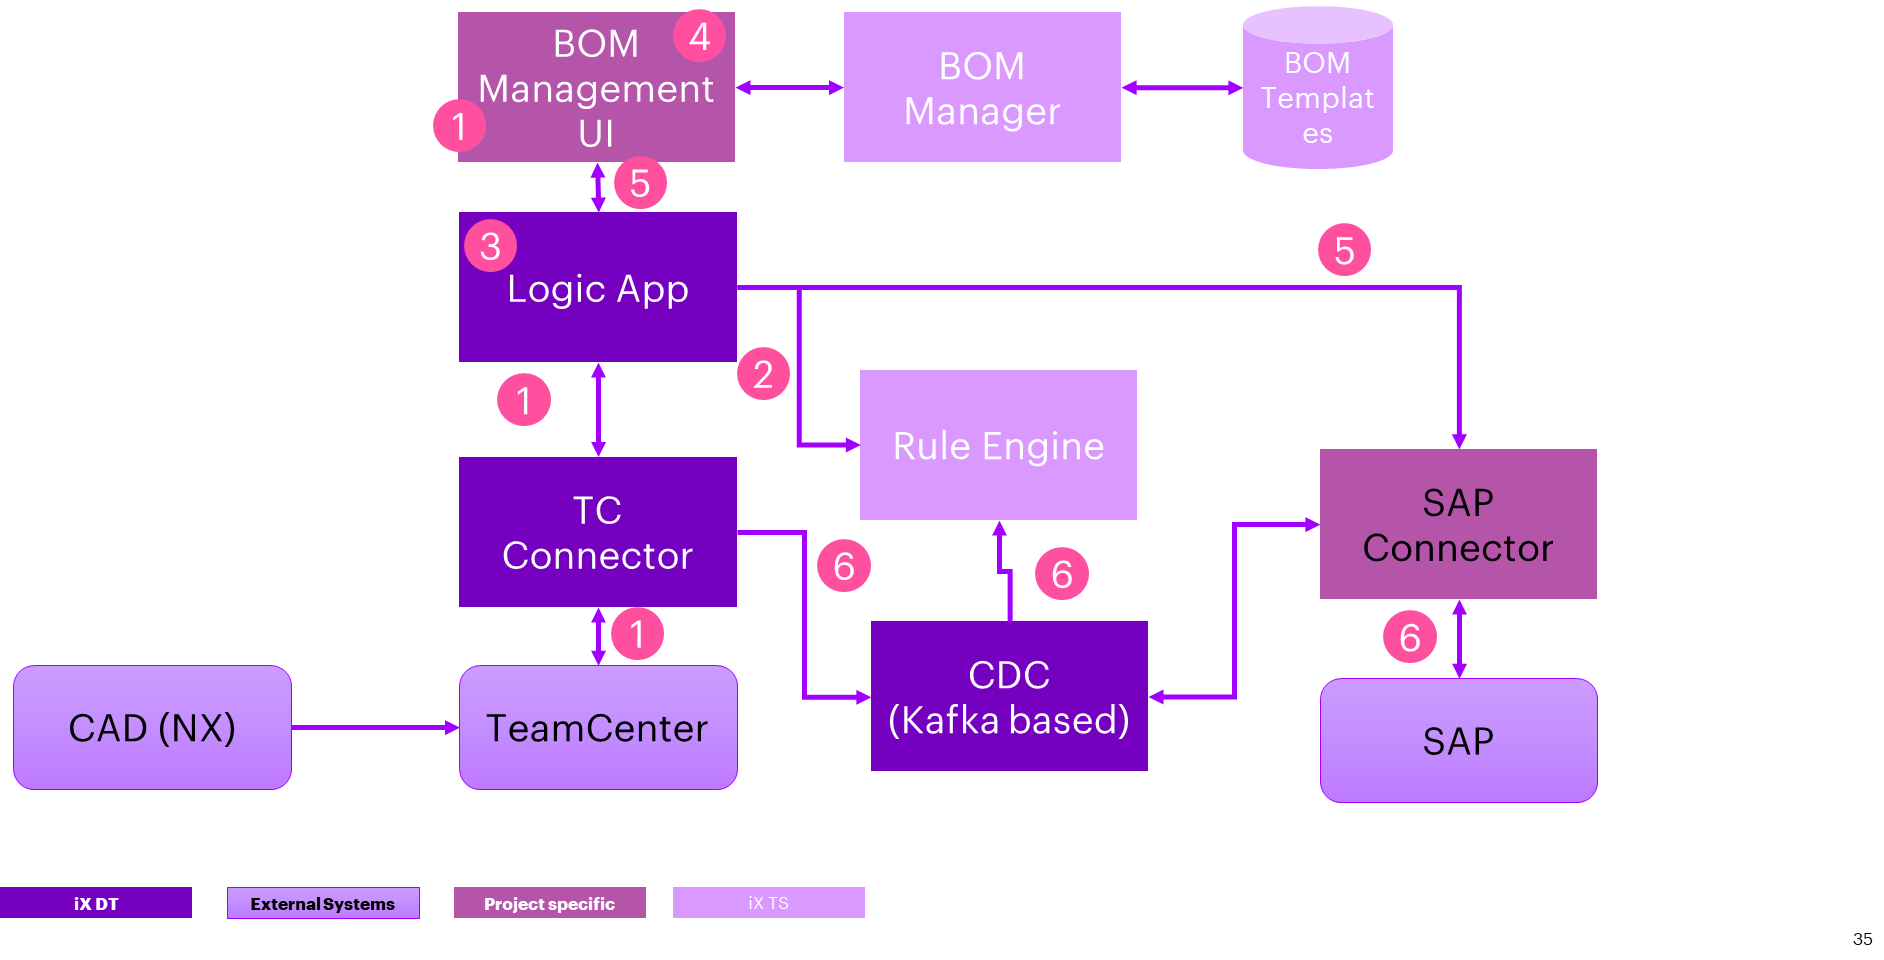 BOM
Management
UI
4
1
BOM
Manager
BOM
Templat
es
5
3
Logic App
5
2
1
Rule Engine
TC
Connector
SAP
Connector
6
6
1
6
CDC
(Kafka based)
CAD (NX)
TeamCenter
SAP
iX DT
External Systems
Project specific
iX TS
35